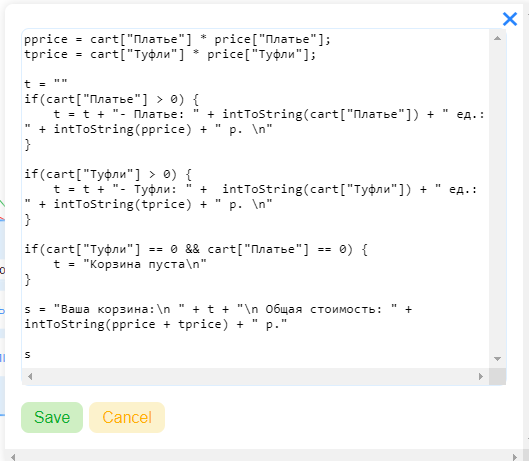 pprice = cart["Платье"] * price["Платье"];
tprice = cart["Туфли"] * price["Туфли"];
t = ""
if(cart["Платье"] > 0) {
    t = t + "- Платье: " + intToString(cart["Платье"]) + " ед.:
" + intToString(pprice) + " р. \n"
}
if(cart["Туфли"] > 0) {
    t = t + "- Туфли: " +  intToString(cart["Туфли"]) + " ед.:
" + intToString(tprice) + " р. \n"
}
if(cart["Туфли"] == 0 && cart["Платье"] == 0) {
    t = "Корзина пуста\n"
}
s = "Ваша корзина:\n " + t + "\n Общая стоимость: " +
intToString(pprice + tprice) + " р."
s
Save Cancel